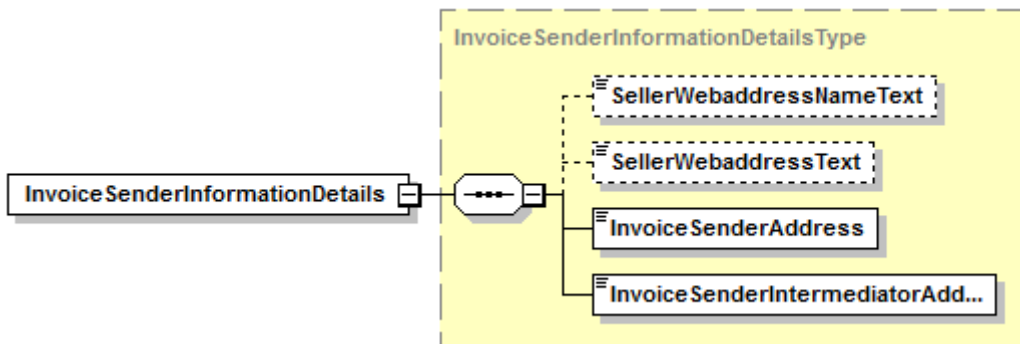 InvoiceSenderInformationDetailsType
SellerWebaddressNameText
SellerWebaddressText
InvoiceSenderInformationDetails
InvoiceSenderAddress
InvoiceSenderIntermediatorAdd...